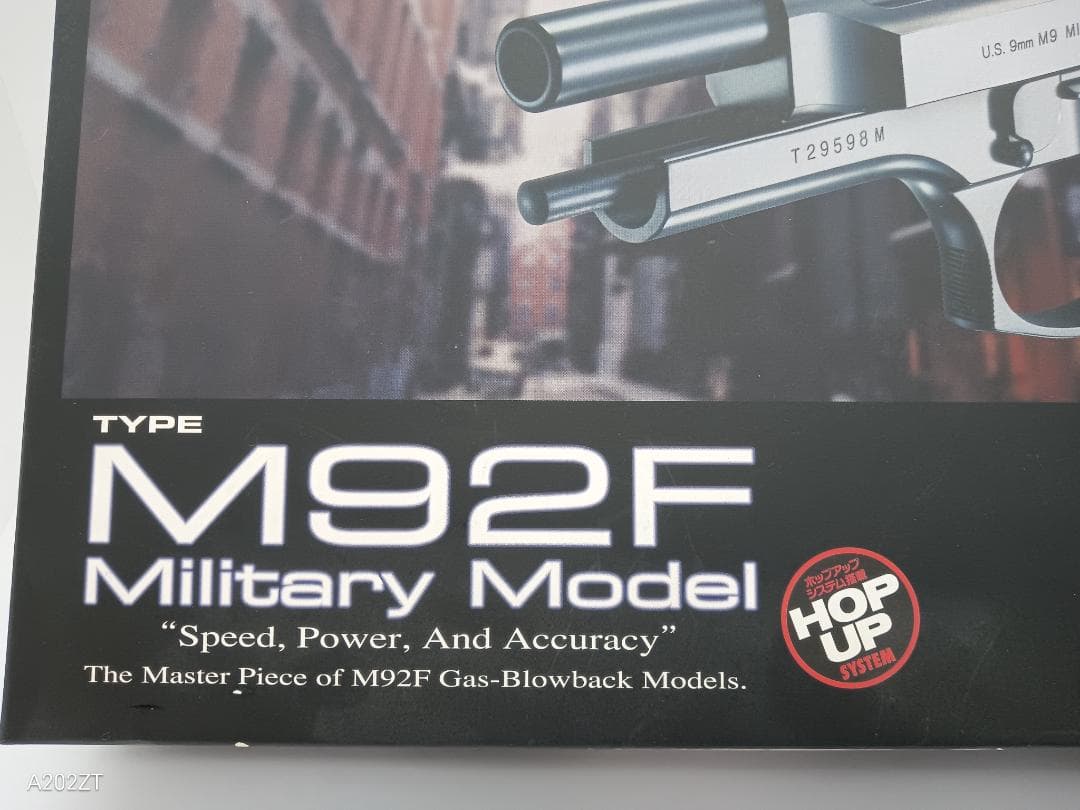 U.S. 9mm M9 MI
T29598M
TYPE
M92F
Military Model
“Speed, Power, And Accuracy”
The Master Piece of M92F Gas-Blowback Models.
ホップアップ
システム搭載
HOP
UP
SYSTEM
A202ZT